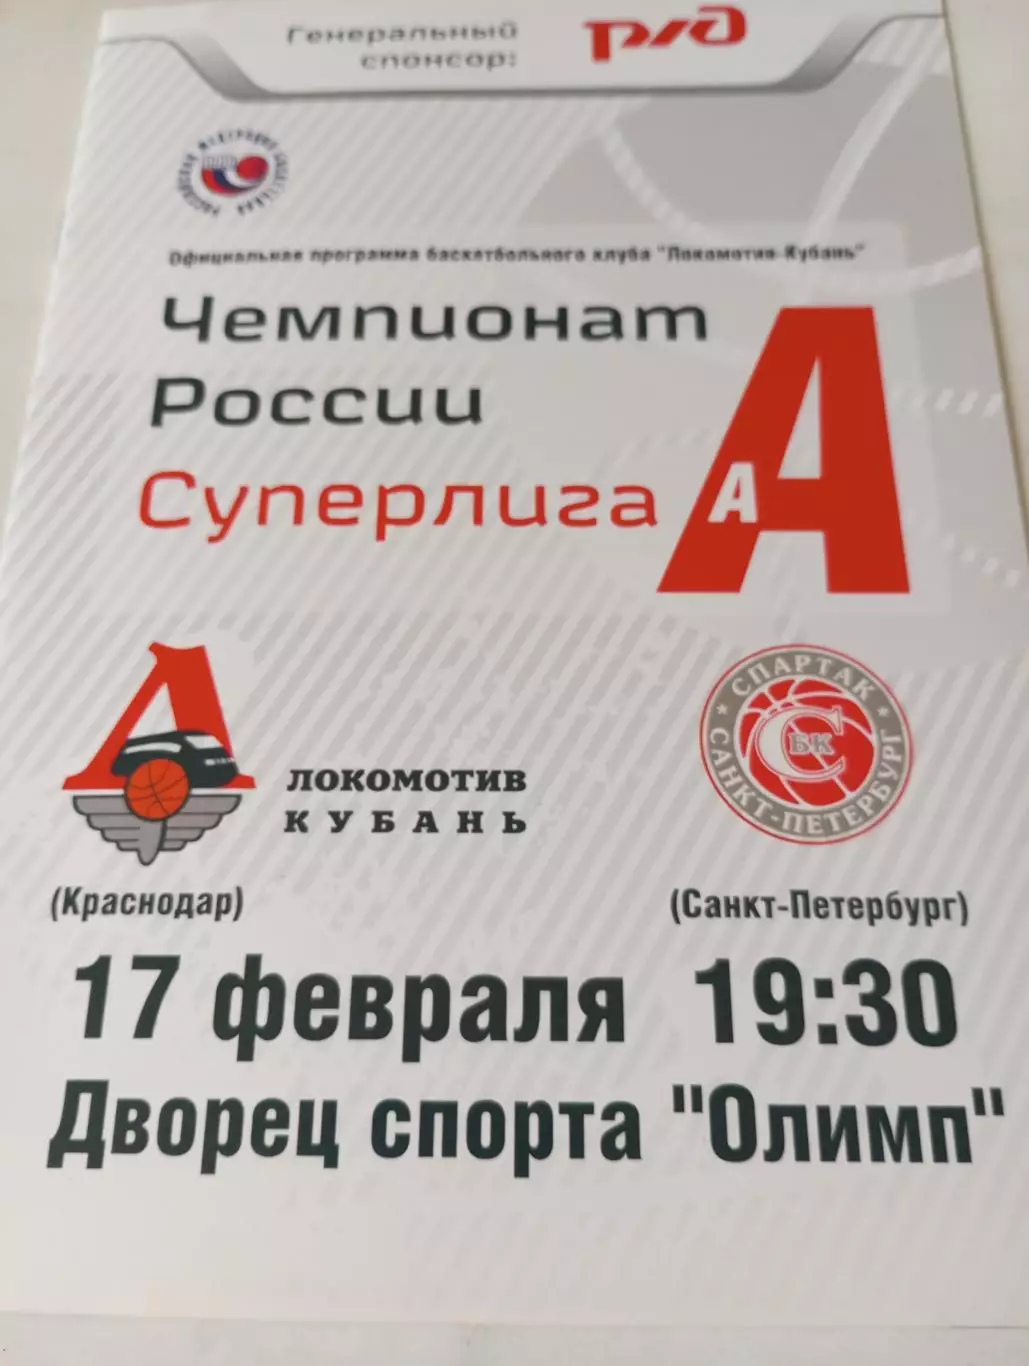 Генеральный
спонсор:
РЖД
Официальная программа баскетбольного клуба "Локомотив-Кубань"
Чемпионат
России
Суперлига
А
А
ЛОКОМОТИВ
КУБАНЬ
СПАРТАК
САНКТ-ПЕТЕРБУРГ
С
БК
(Краснодар)
(Санкт-Петербург)
17 февраля 19:30
Дворец спорта "Олимп"